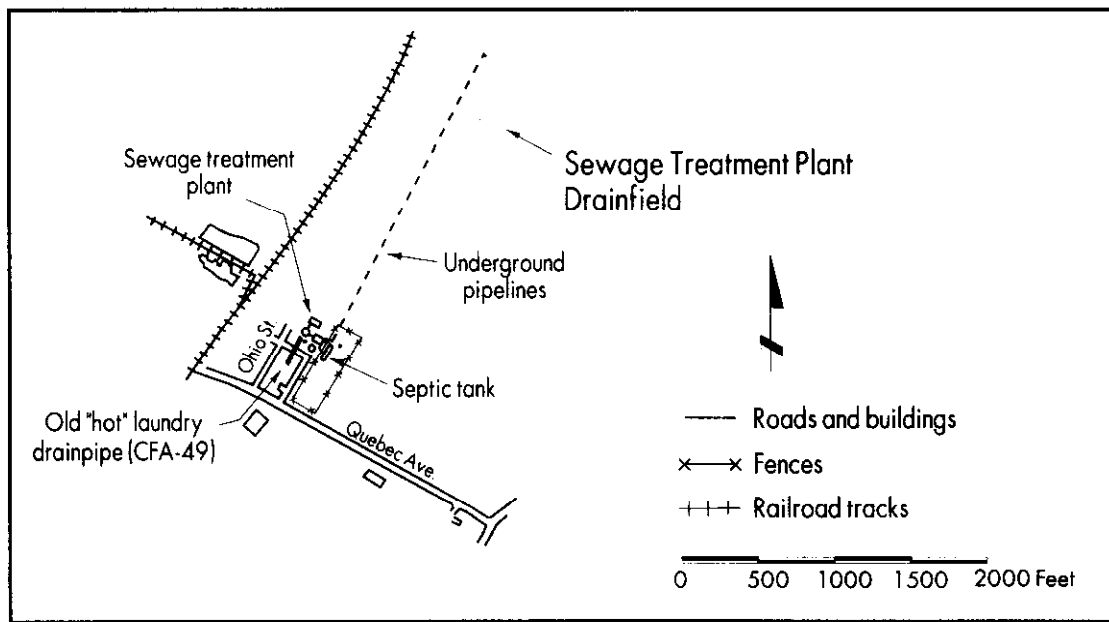 Sewage treatment
plant
Sewage Treatment Plant
Drainfield
Underground
pipelines
Ohio St.
Septic tank
Old "hot" laundry
drainpipe (CFA-49)
Quebec Ave.
Roads and buildings
Fences
Railroad tracks
0 500 1000 1500 2000 Feet